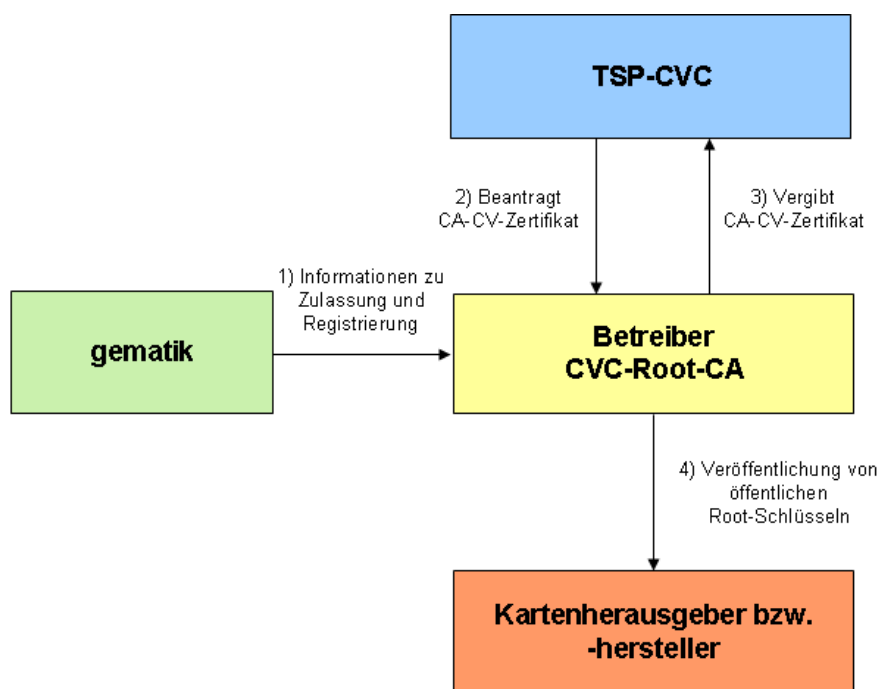 TSP-CVC
2) Beantragt
CA-CV-Zertifikat
3) Vergibt
CA-CV-Zertifikat
1) Informationen zu
Zulassung und
Registrierung
gematik
Betreiber
CVC-Root-CA
4) Veröffentlichung von
öffentlichen
Root-Schlüsseln
Kartenherausgeber bzw.
-hersteller